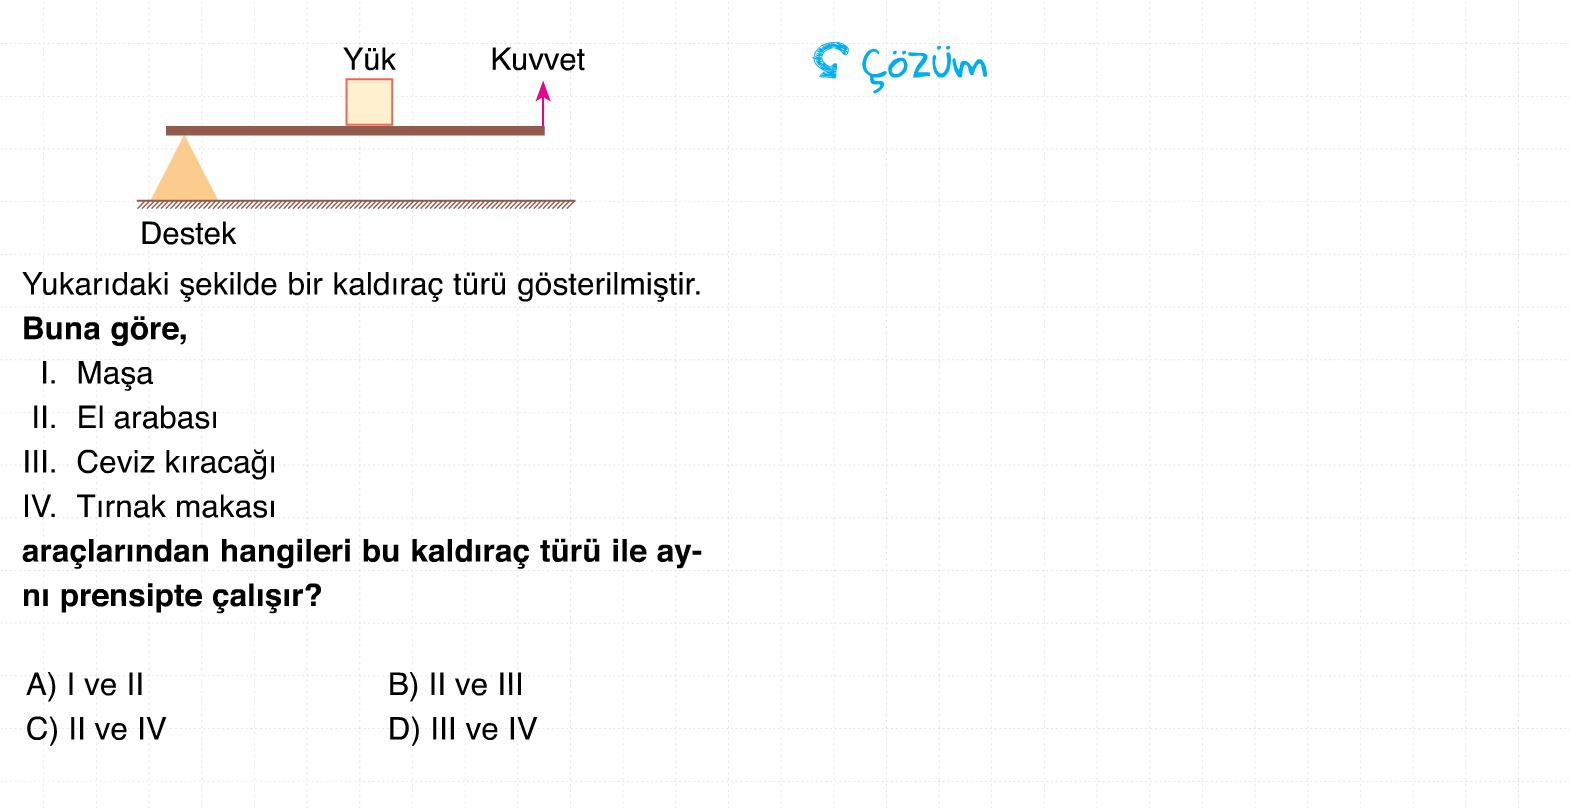 Yük Kuvvet
Destek
Yukarıdaki şekilde bir kaldıraç türü gösterilmiştir.
Buna göre,
I. Maşa
II. El arabası
III. Ceviz kıracağı
IV. Tırnak makası
araçlarından hangileri bu kaldıraç türü ile ay-
nı prensipte çalışır?
A) I ve II B) II ve III
C) II ve IV D) III ve IV
Çözüm